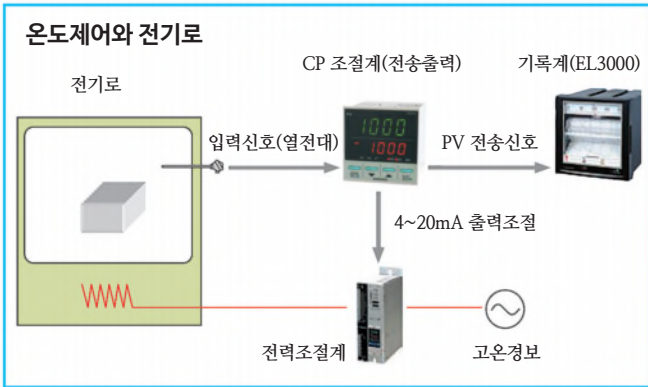 온도제어와 전기로
CP 조절계(전송출력)
기록계(EL3000)
전기로
입력신호(열전대)
PV 전송신호
1000
1000
4~20mA 출력조절
전력조절계
고온경보